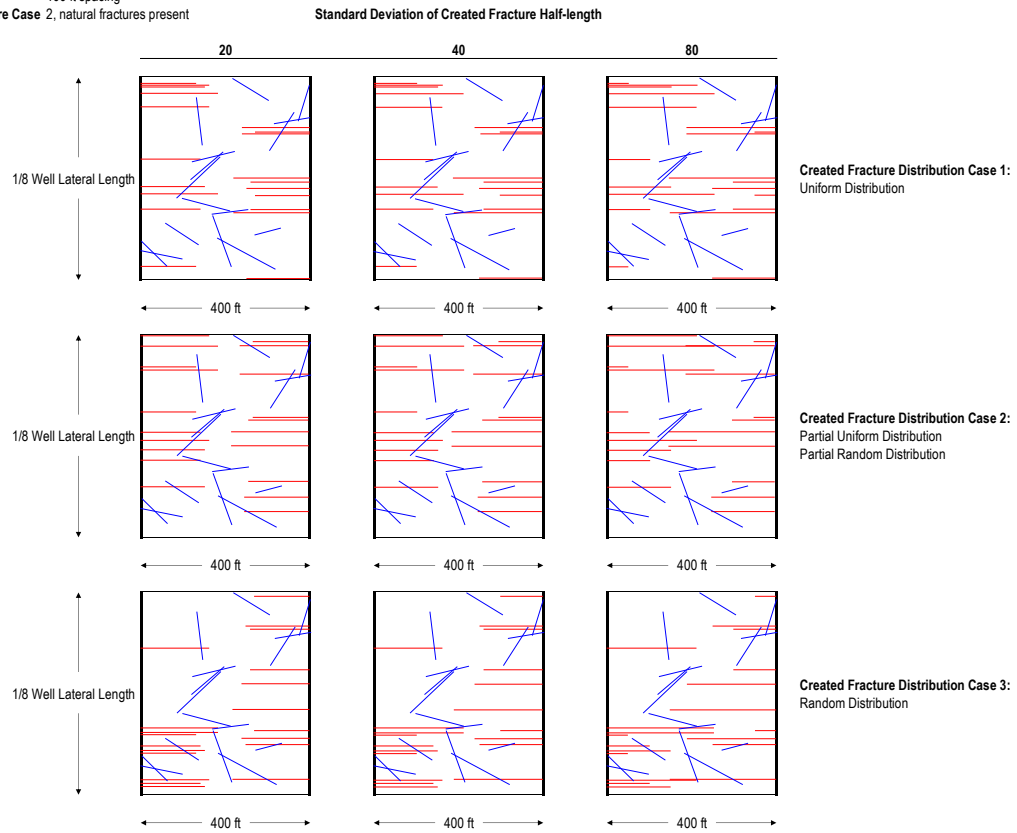 2, natural fractures present
Standard Deviation of Created Fracture Half-length
20 40 80
1/8 Well Lateral Length
Created Fracture Distribution Case 1:
Uniform Distribution
400 ft 400 ft 400 ft
1/8 Well Lateral Length
Created Fracture Distribution Case 2:
Partial Uniform Distribution
Partial Random Distribution
400 ft 400 ft 400 ft
1/8 Well Lateral Length
Created Fracture Distribution Case 3:
Random Distribution
400 ft 400 ft 400 ft